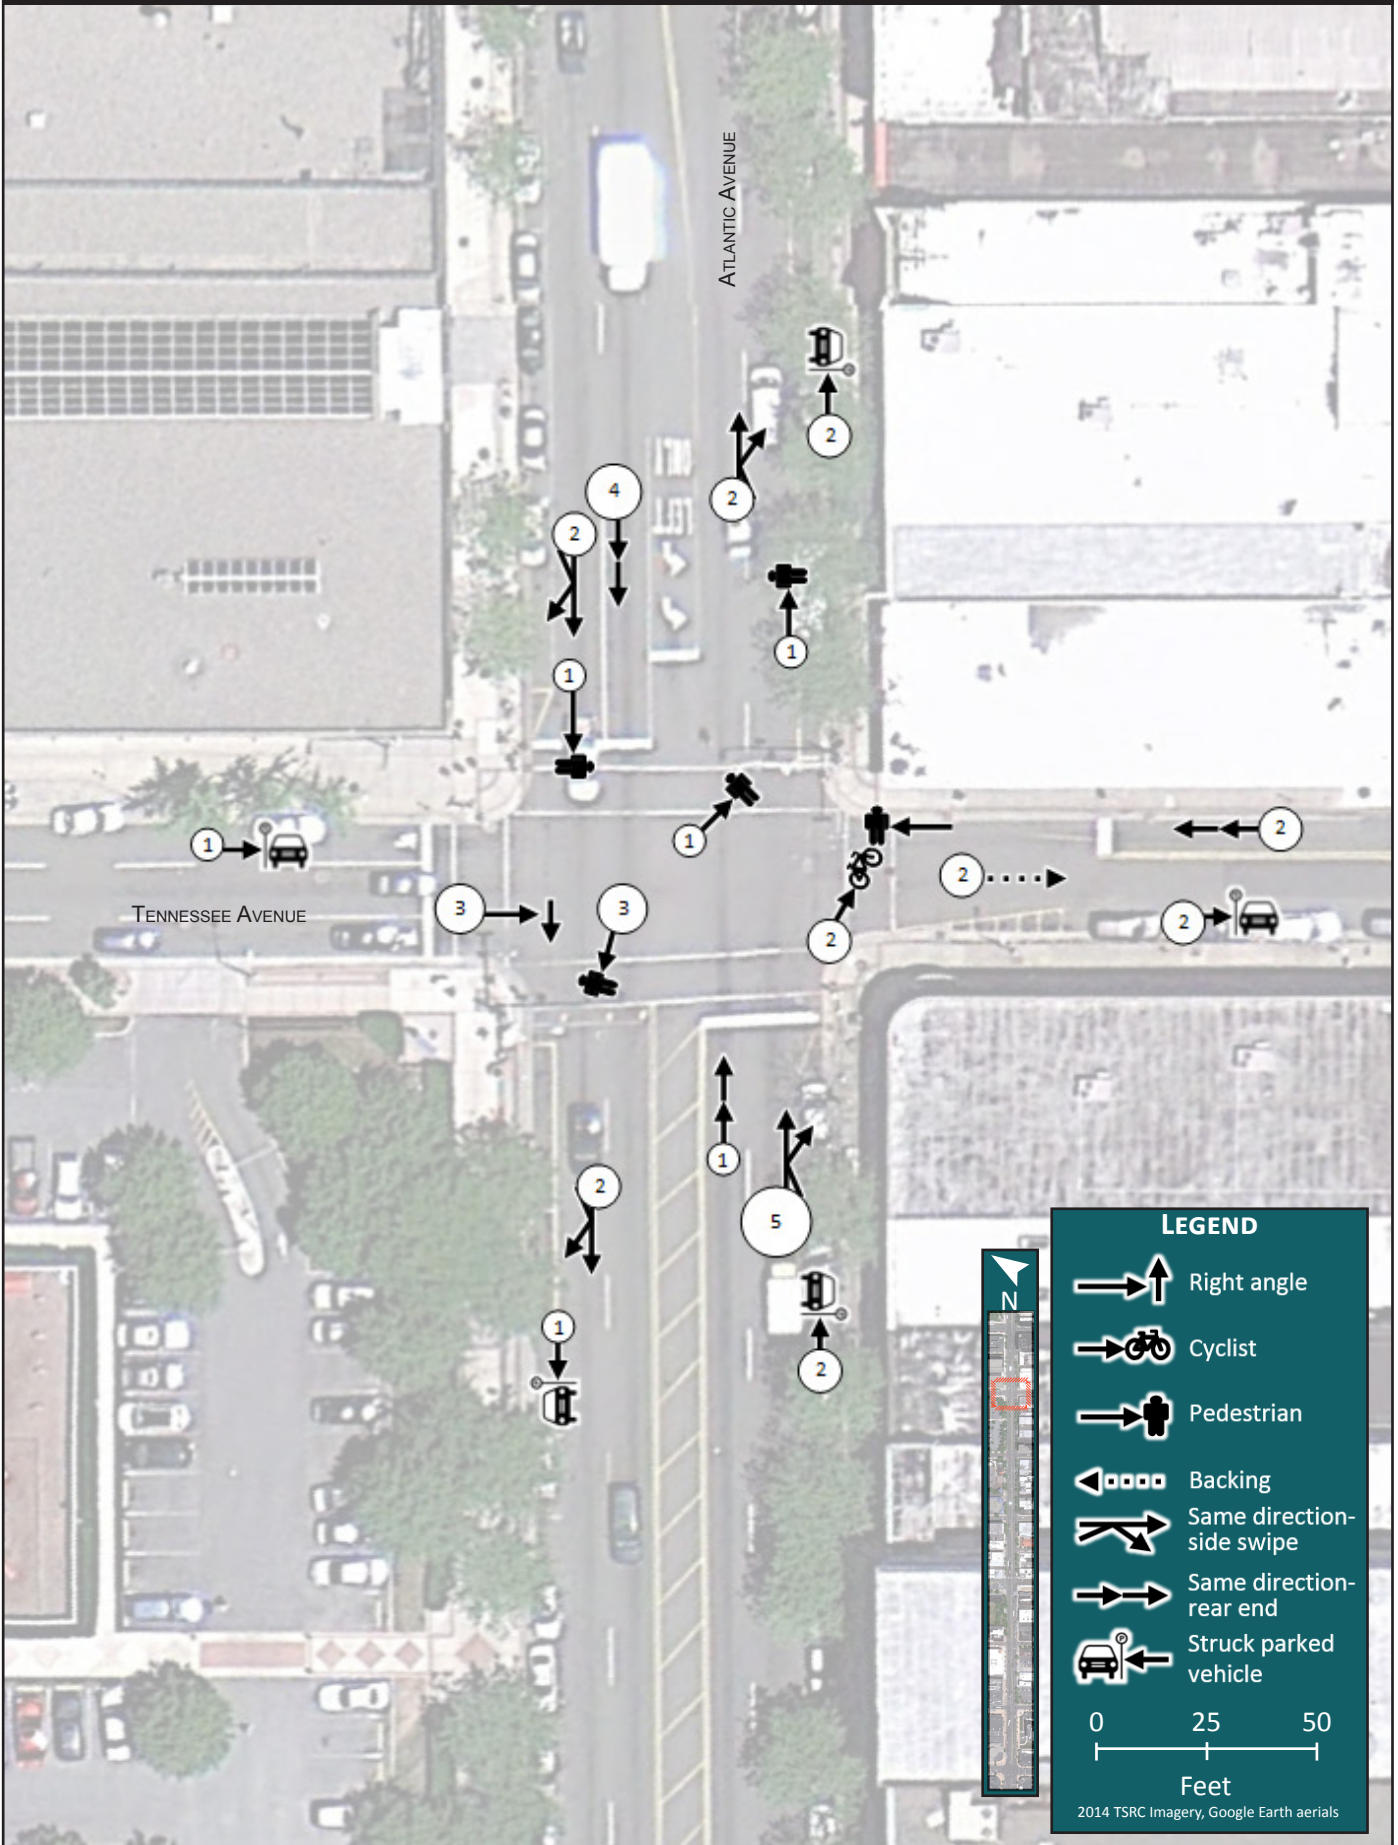 ATLANTIC AVENUE
2
4
2
2
ONLY
LEFT
1
1
1
1
2
2
TENNESSEE AVENUE
3
3
2
2
1
2
5
1
2
N
LEGEND
Right angle
Cyclist
Pedestrian
Backing
Same direction-
side swipe
Same direction-
rear end
P
Struck parked
vehicle
0 25 50
Feet
2014 TSRC Imagery, Google Earth aerials